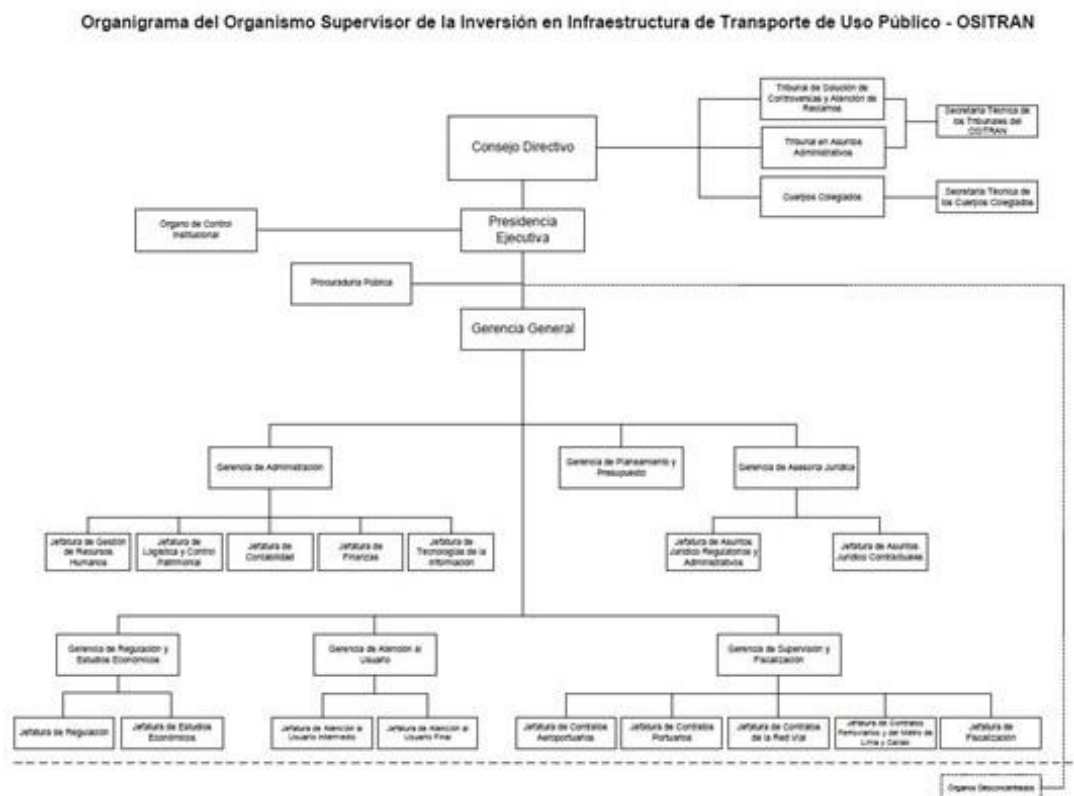 Organigrama del Organismo Supervisor de la Inversión en Infraestructura de Transporte de Uso Público - OSITRAN
Tribunal de Solución de
Controversias y Atención de
Reclamos
Secretaría Técnica de
los Tribunales del
OSITRAN
Consejo Directivo
Tribunal en Asuntos
Administrativos
Cuerpos Colegiados
Secretaría Técnica de
los Cuerpos Colegiados
Órgano de Control
Institucional
Presidencia
Ejecutiva
Procuraduría Pública
Gerencia General
Gerencia de Administración
Gerencia de Planeamiento y
Presupuesto
Gerencia de Asesoría Jurídica
Jefatura de Gestión
de Recursos
Humanos
Jefatura de
Logística y Control
Patrimonial
Jefatura de
Contabilidad
Jefatura de
Finanzas
Jefatura de
Tecnologías de la
Información
Jefatura de Asuntos
Jurídico Regulatorios y
Administrativos
Jefatura de Asuntos
Jurídico Contractuales
Gerencia de Regulación y
Estudios Económicos
Gerencia de Atención al
Usuario
Gerencia de Supervisión y
Fiscalización
Jefatura de Regulación
Jefatura de Estudios
Económicos
Jefatura de Atención al
Usuario Intermedio
Jefatura de Atención al
Usuario Final
Jefatura de Contratos
Aeroportuarios
Jefatura de Contratos
Portuarios
Jefatura de Contratos
de la Red Vial
Jefatura de Contratos
Ferroviarios y del Metro de
Lima y Callao
Jefatura de
Fiscalización
Órganos Desconcentrados